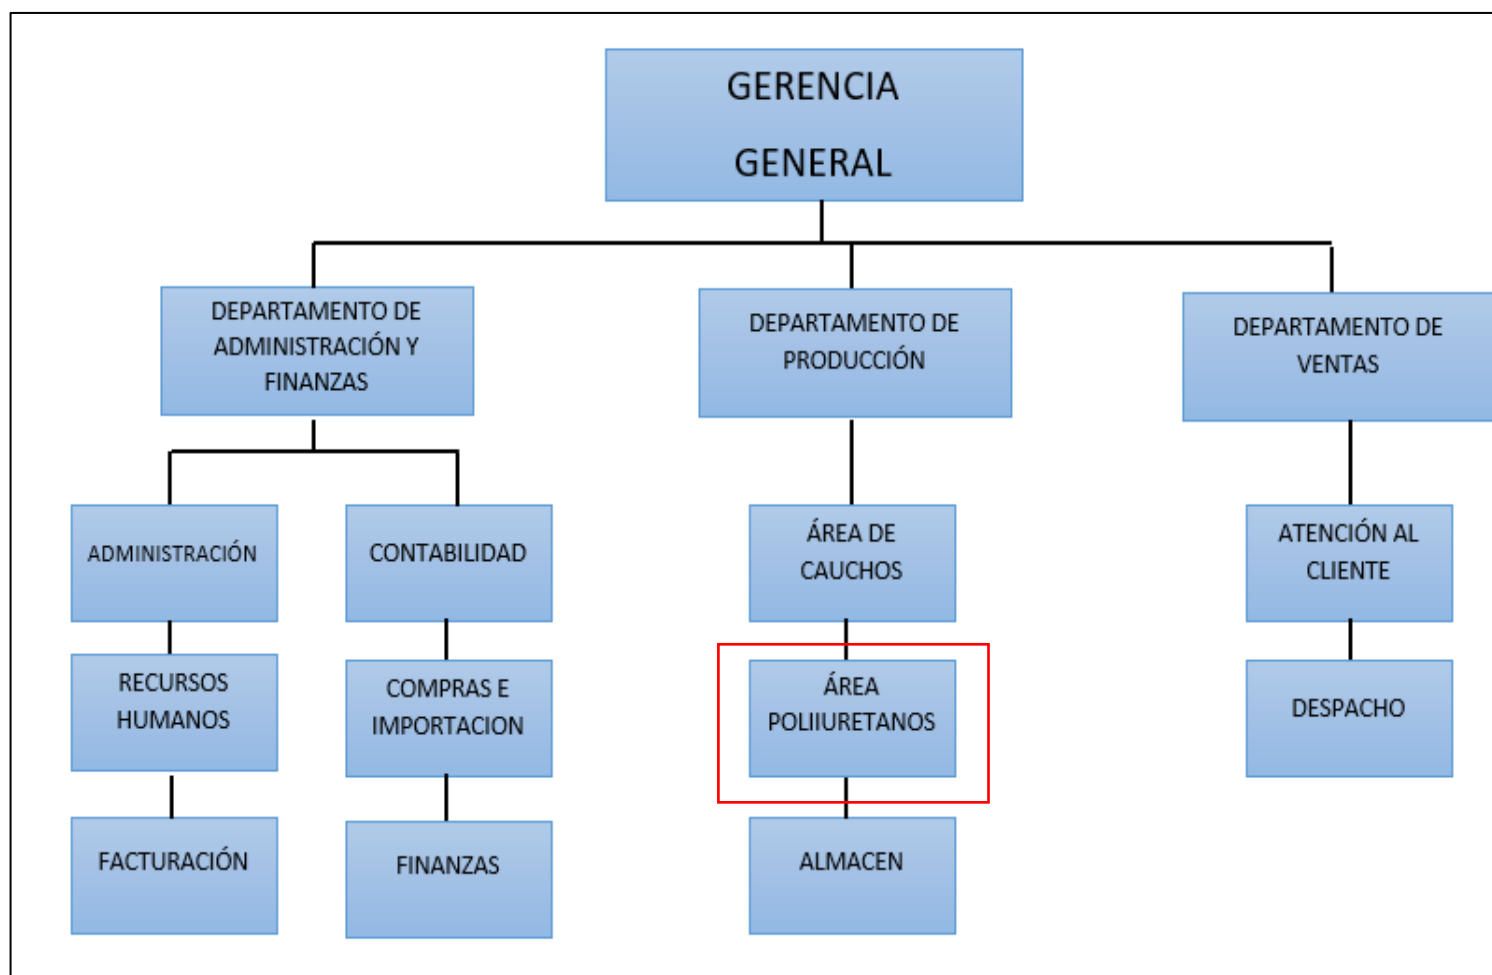 GERENCIA
GENERAL
DEPARTAMENTO DE
ADMINISTRACIÓN Y
FINANZAS
DEPARTAMENTO DE
PRODUCCIÓN
DEPARTAMENTO DE
VENTAS
ADMINISTRACIÓN
CONTABILIDAD
ÁREA DE
CAUCHOS
ATENCIÓN AL
CLIENTE
RECURSOS
HUMANOS
COMPRAS E
IMPORTACION
ÁREA
POLIIURETANOS
DESPACHO
FACTURACIÓN
FINANZAS
ALMACEN